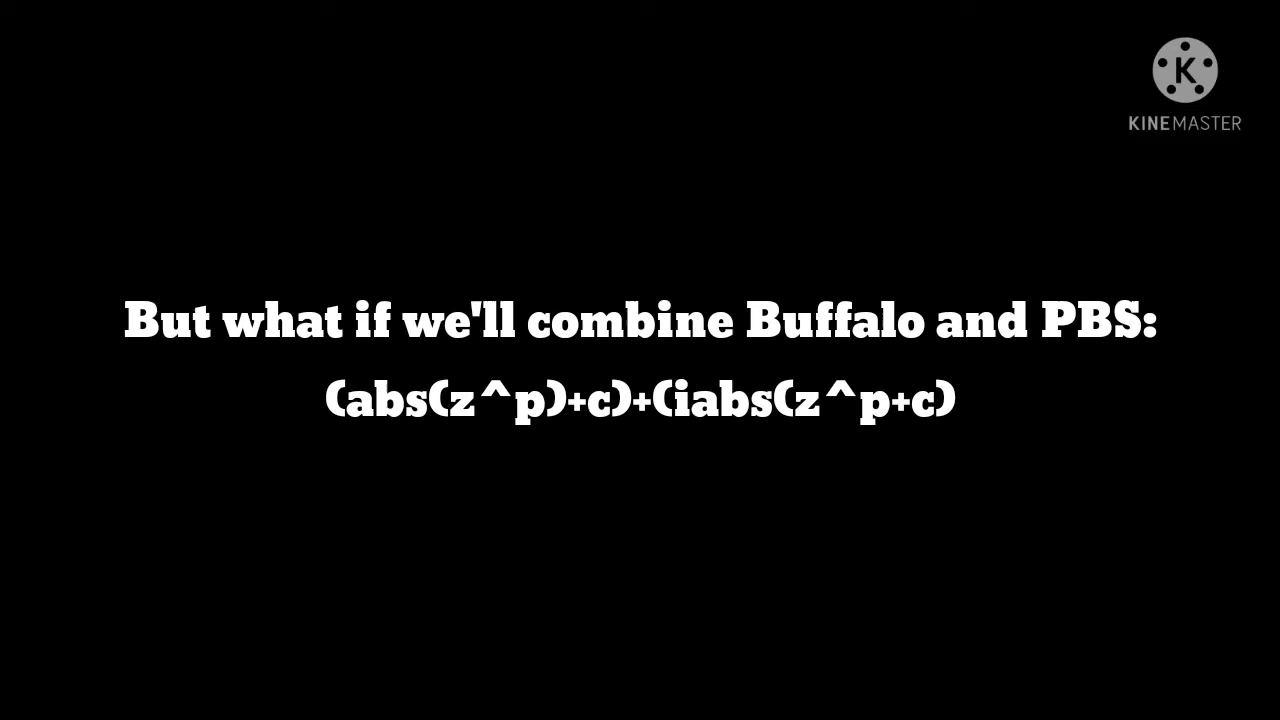 K
KINEMASTER
But what if we'll combine Buffalo and PBS:
(abs(z^p)+c)+(iabs(z^p+c)